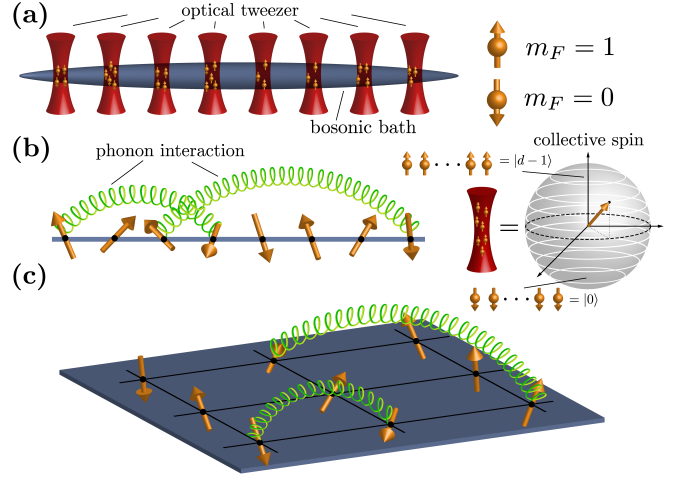 (a)
optical tweezer
bosonic bath
m_F = 1
m_F = 0
(b)
phonon interaction
collective spin
· · · = |d − 1⟩
=
· · · = |0⟩
(c)